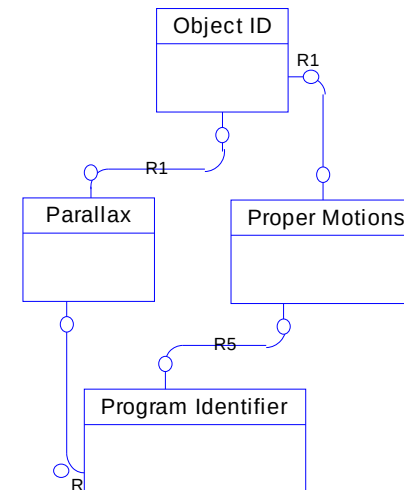 Object ID
R1
R1
Parallax
Proper Motions
R5
Program Identifier
R